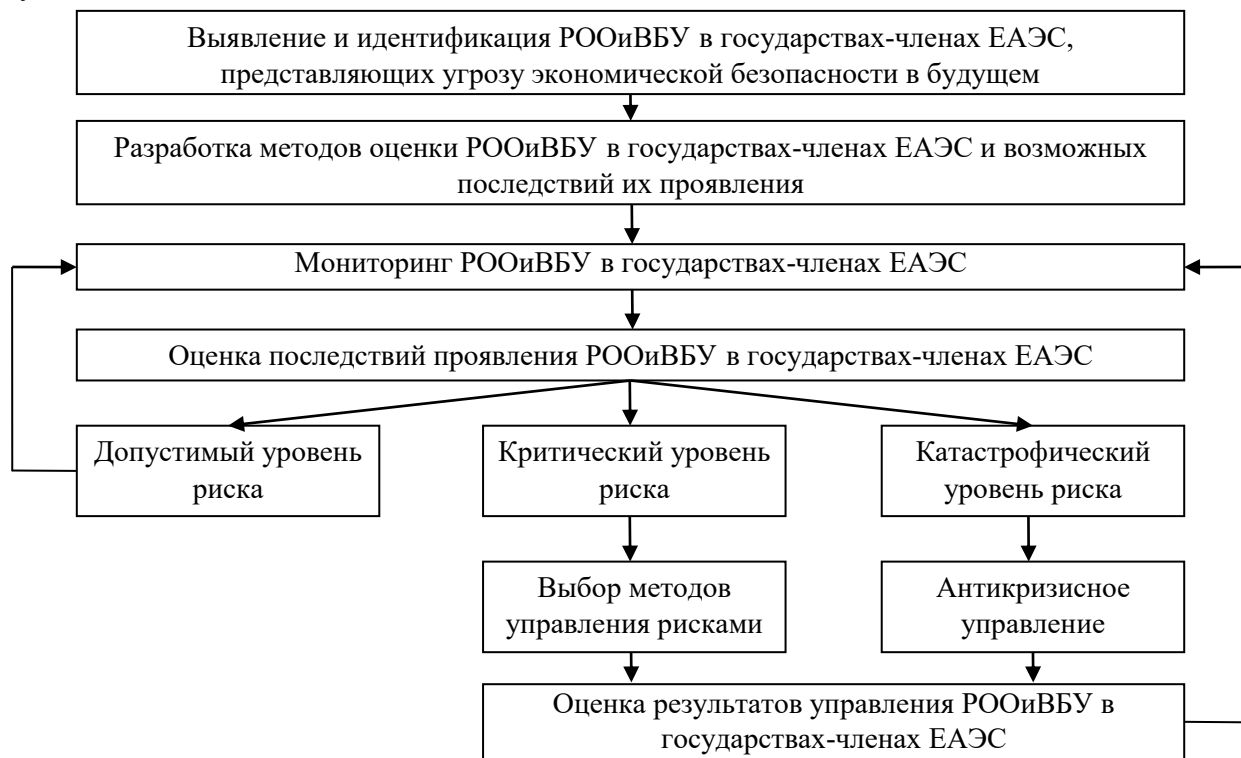 Выявление и идентификация РООиВБУ в государствах-членах ЕАЭС,
представляющих угрозу экономической безопасности в будущем
Разработка методов оценки РООиВБУ в государствах-членах ЕАЭС и возможных
последствий их проявления
Мониторинг РООиВБУ в государствах-членах ЕАЭС
Оценка последствий проявления РООиВБУ в государствах-членах ЕАЭС
Допустимый уровень
риска
Критический уровень
риска
Катастрофический
уровень риска
Выбор методов
управления рисками
Антикризисное
управление
Оценка результатов управления РООиВБУ в
государствах-членах ЕАЭС